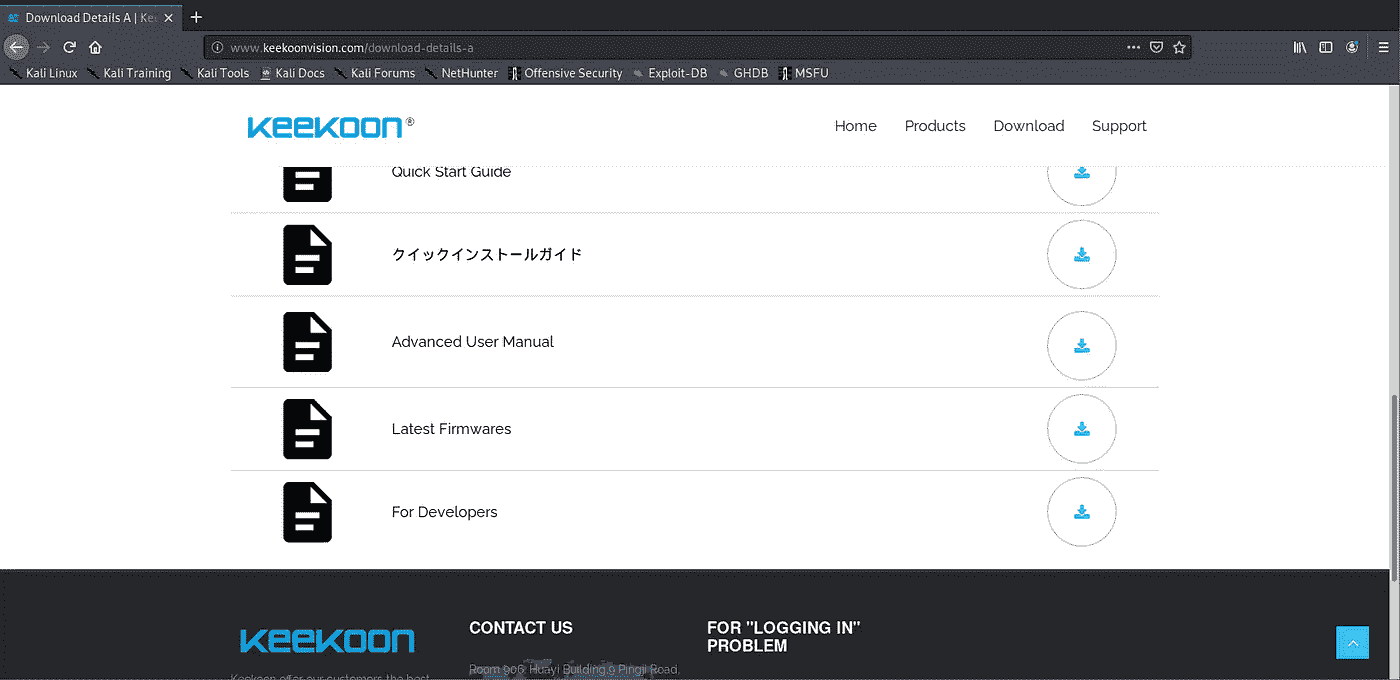 Download Details A | Kee
www.keekoonvision.com/download-details-a
Kali Linux Kali Training Kali Tools Kali Docs Kali Forums NetHunter Offensive Security Exploit-DB GHDB MSFU
KEEKOON® Home Products Download Support
Quick Start Guide
クイックインストールガイド
Advanced User Manual
Latest Firmwares
For Developers
KEEKOON
CONTACT US
FOR "LOGGING IN"
PROBLEM
Room 906, Huayi Building,9 Pingji Road,
Keekoon offer our customers the best